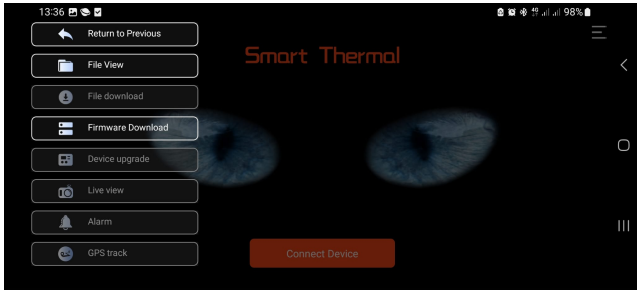 13:36
98%
Return to Previous
Smart Thermal
File View
File download
Firmware Download
Device upgrade
Live view
Alarm
GPS track
Connect Device